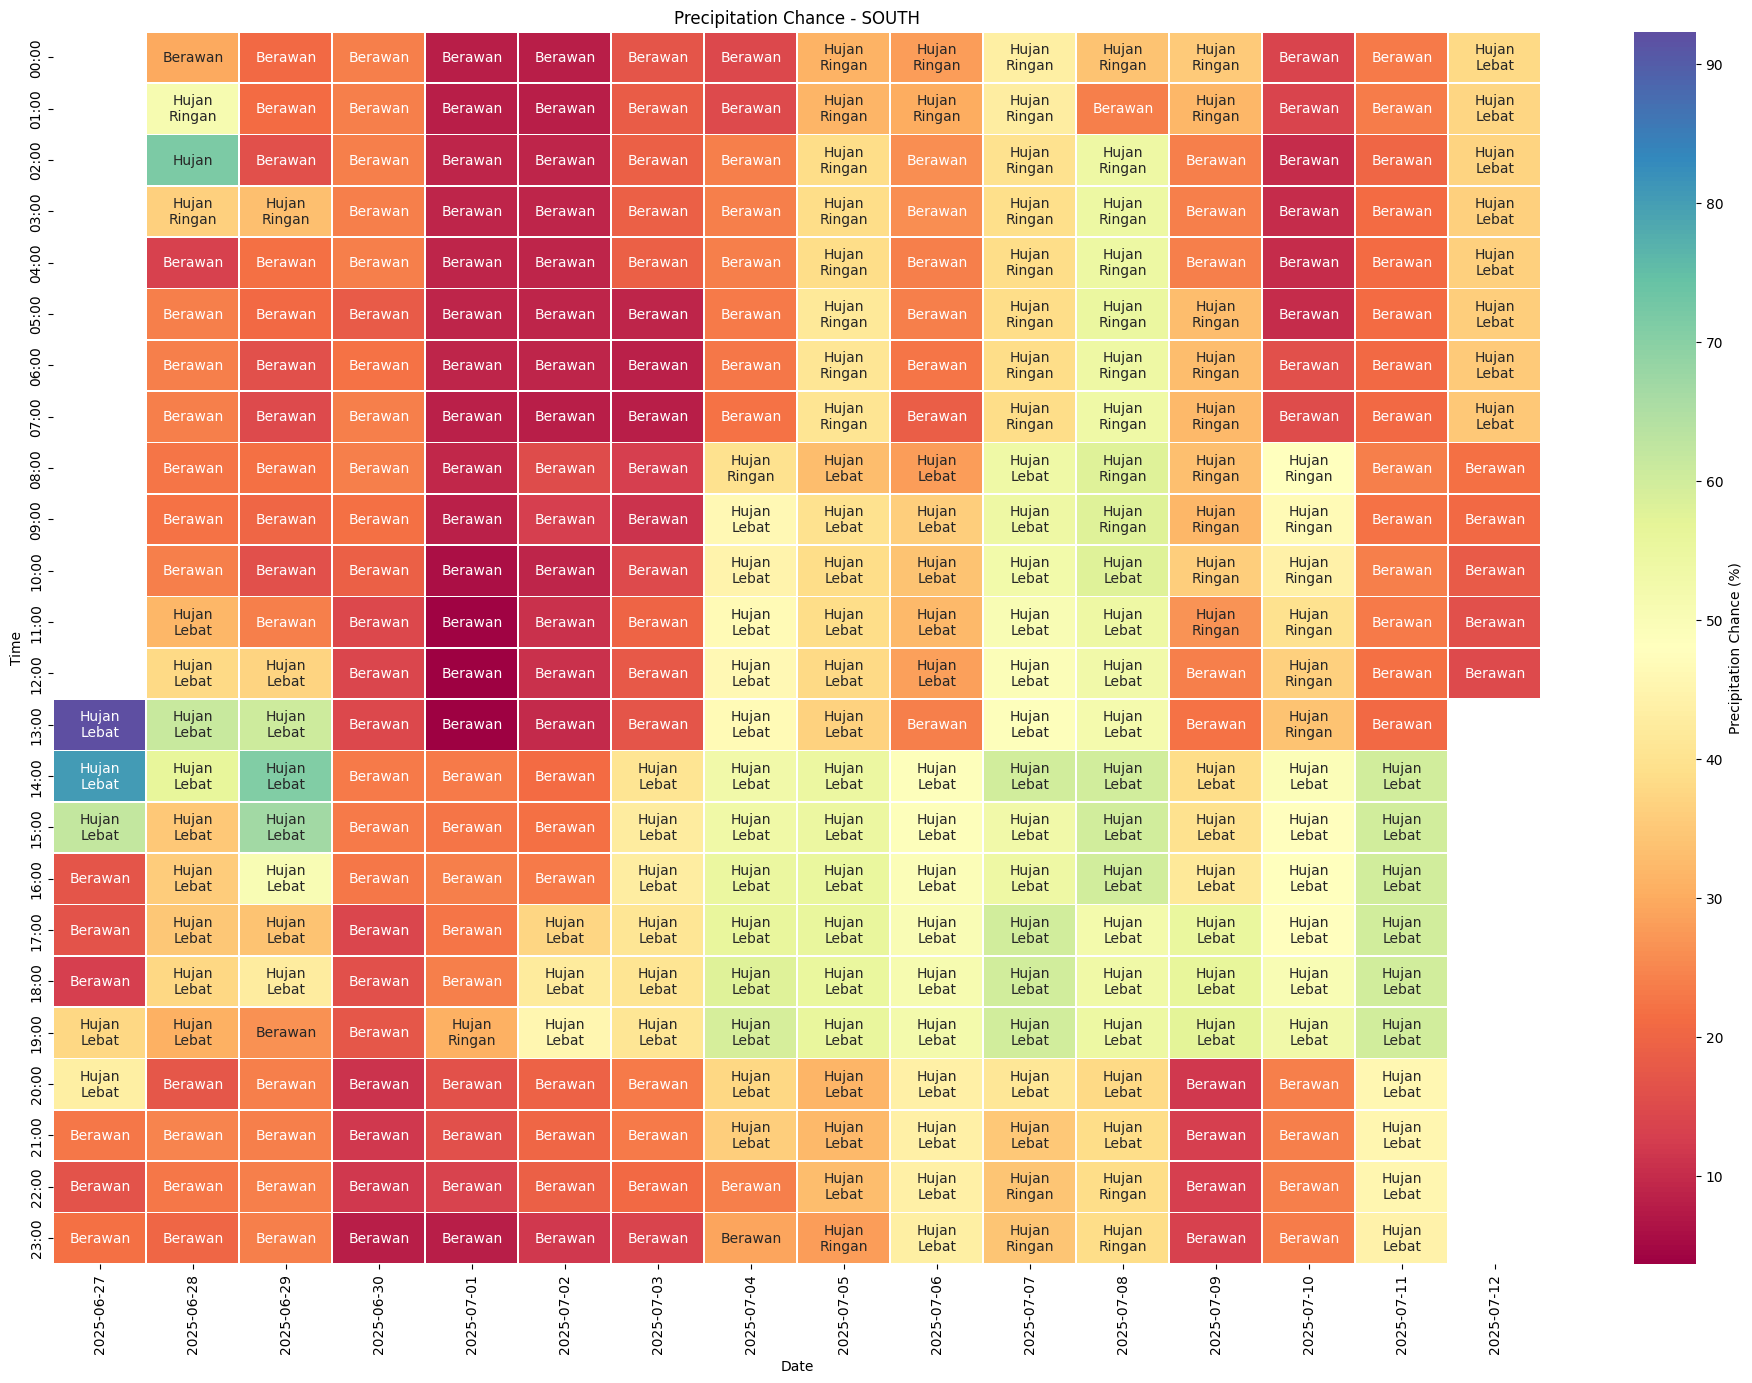 Precipitation Chance - SOUTH
00:00 Berawan Berawan Berawan Berawan Berawan Berawan Berawan Hujan Ringan Hujan Ringan Hujan Ringan Hujan Ringan Hujan Ringan Berawan Berawan Hujan Lebat
01:00 Hujan Ringan Berawan Berawan Berawan Berawan Berawan Berawan Hujan Ringan Hujan Ringan Hujan Ringan Berawan Hujan Ringan Berawan Berawan Hujan Lebat
02:00 Hujan Berawan Berawan Berawan Berawan Berawan Berawan Hujan Ringan Berawan Hujan Ringan Hujan Ringan Berawan Berawan Berawan Hujan Lebat
03:00 Hujan Ringan Hujan Ringan Berawan Berawan Berawan Berawan Berawan Hujan Ringan Berawan Hujan Ringan Hujan Ringan Berawan Berawan Berawan Hujan Lebat
04:00 Berawan Berawan Berawan Berawan Berawan Berawan Berawan Hujan Ringan Berawan Hujan Ringan Hujan Ringan Berawan Berawan Berawan Hujan Lebat
05:00 Berawan Berawan Berawan Berawan Berawan Berawan Berawan Hujan Ringan Berawan Hujan Ringan Hujan Ringan Hujan Ringan Berawan Berawan Hujan Lebat
06:00 Berawan Berawan Berawan Berawan Berawan Berawan Berawan Hujan Ringan Berawan Hujan Ringan Hujan Ringan Hujan Ringan Berawan Berawan Hujan Lebat
07:00 Berawan Berawan Berawan Berawan Berawan Berawan Berawan Hujan Ringan Berawan Hujan Ringan Hujan Ringan Hujan Ringan Berawan Berawan Hujan Lebat
08:00 Berawan Berawan Berawan Berawan Berawan Berawan Hujan Ringan Hujan Lebat Hujan Lebat Hujan Lebat Hujan Ringan Hujan Ringan Hujan Ringan Berawan Berawan
09:00 Berawan Berawan Berawan Berawan Berawan Berawan Hujan Lebat Hujan Lebat Hujan Lebat Hujan Lebat Hujan Ringan Hujan Ringan Hujan Ringan Berawan Berawan
10:00 Berawan Berawan Berawan Berawan Berawan Berawan Hujan Lebat Hujan Lebat Hujan Lebat Hujan Lebat Hujan Lebat Hujan Ringan Hujan Ringan Berawan Berawan
11:00 Hujan Lebat Berawan Berawan Berawan Berawan Berawan Hujan Lebat Hujan Lebat Hujan Lebat Hujan Lebat Hujan Lebat Hujan Ringan Hujan Ringan Berawan Berawan
12:00 Hujan Lebat Hujan Lebat Berawan Berawan Berawan Berawan Hujan Lebat Hujan Lebat Hujan Lebat Hujan Lebat Hujan Lebat Berawan Hujan Ringan Berawan Berawan
13:00 Hujan Lebat Hujan Lebat Hujan Lebat Berawan Berawan Berawan Berawan Hujan Lebat Hujan Lebat Berawan Hujan Lebat Hujan Lebat Berawan Hujan Ringan Berawan
14:00 Hujan Lebat Hujan Lebat Hujan Lebat Berawan Berawan Berawan Hujan Lebat Hujan Lebat Hujan Lebat Hujan Lebat Hujan Lebat Hujan Lebat Hujan Lebat Hujan Lebat Hujan Lebat
15:00 Hujan Lebat Hujan Lebat Hujan Lebat Berawan Berawan Berawan Hujan Lebat Hujan Lebat Hujan Lebat Hujan Lebat Hujan Lebat Hujan Lebat Hujan Lebat Hujan Lebat Hujan Lebat
16:00 Berawan Hujan Lebat Hujan Lebat Berawan Berawan Berawan Hujan Lebat Hujan Lebat Hujan Lebat Hujan Lebat Hujan Lebat Hujan Lebat Hujan Lebat Hujan Lebat Hujan Lebat
17:00 Berawan Hujan Lebat Hujan Lebat Berawan Berawan Hujan Lebat Hujan Lebat Hujan Lebat Hujan Lebat Hujan Lebat Hujan Lebat Hujan Lebat Hujan Lebat Hujan Lebat Hujan Lebat
18:00 Berawan Hujan Lebat Hujan Lebat Berawan Berawan Hujan Lebat Hujan Lebat Hujan Lebat Hujan Lebat Hujan Lebat Hujan Lebat Hujan Lebat Hujan Lebat Hujan Lebat Hujan Lebat
19:00 Hujan Lebat Hujan Lebat Berawan Berawan Hujan Ringan Hujan Lebat Hujan Lebat Hujan Lebat Hujan Lebat Hujan Lebat Hujan Lebat Hujan Lebat Hujan Lebat Hujan Lebat Hujan Lebat
20:00 Hujan Lebat Berawan Berawan Berawan Berawan Berawan Berawan Hujan Lebat Hujan Lebat Hujan Lebat Hujan Lebat Hujan Lebat Berawan Berawan Hujan Lebat
21:00 Berawan Berawan Berawan Berawan Berawan Berawan Berawan Hujan Lebat Hujan Lebat Hujan Lebat Hujan Lebat Hujan Lebat Berawan Berawan Hujan Lebat
22:00 Berawan Berawan Berawan Berawan Berawan Berawan Berawan Berawan Hujan Lebat Hujan Lebat Hujan Ringan Hujan Ringan Berawan Berawan Hujan Lebat
23:00 Berawan Berawan Berawan Berawan Berawan Berawan Berawan Berawan Hujan Ringan Hujan Lebat Hujan Ringan Hujan Ringan Berawan Berawan Hujan Lebat
Time
2025-06-27 2025-06-28 2025-06-29 2025-06-30 2025-07-01 2025-07-02 2025-07-03 2025-07-04 2025-07-05 2025-07-06 2025-07-07 2025-07-08 2025-07-09 2025-07-10 2025-07-11 2025-07-12
Date
90
80
70
60
50
40
30
20
10
Precipitation Chance (%)